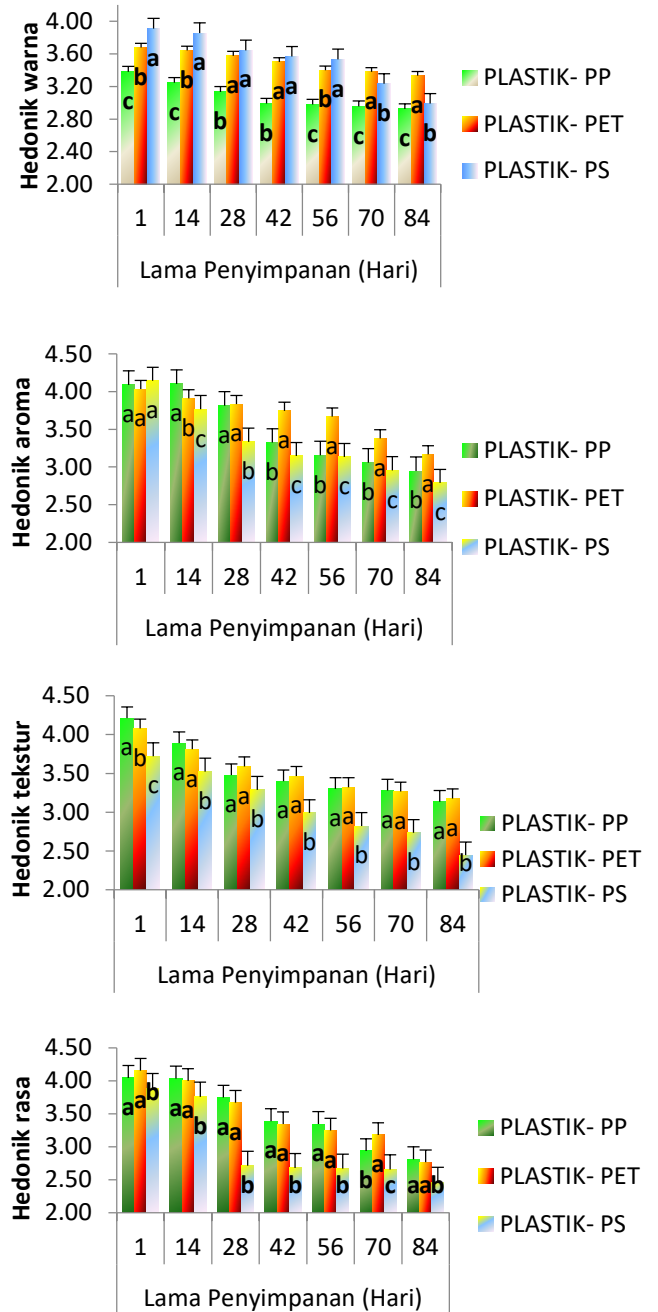 Hedonik warna
4.00
3.60
3.20
2.80
2.40
2.00
c b a c b a b a a b a a c b a c a b c a b
1 14 28 42 56 70 84
Lama Penyimpanan (Hari)
PLASTIK- PP
PLASTIK- PET
PLASTIK- PS
Hedonik aroma
4.50
4.00
3.50
3.00
2.50
2.00
a a a a b c a a b b a c b a c b a c b a c
1 14 28 42 56 70 84
Lama Penyimpanan (Hari)
PLASTIK- PP
PLASTIK- PET
PLASTIK- PS
Hedonik tekstur
4.50
4.00
3.50
3.00
2.50
2.00
a b c a a b a a b a a b a a b a a b a a b
1 14 28 42 56 70 84
Lama Penyimpanan (Hari)
PLASTIK- PP
PLASTIK- PET
PLASTIK- PS
Hedonik rasa
4.50
4.00
3.50
3.00
2.50
2.00
a a b a a b a a b a a b a a b b a c a a b
1 14 28 42 56 70 84
Lama Penyimpanan (Hari)
PLASTIK- PP
PLASTIK- PET
PLASTIK- PS